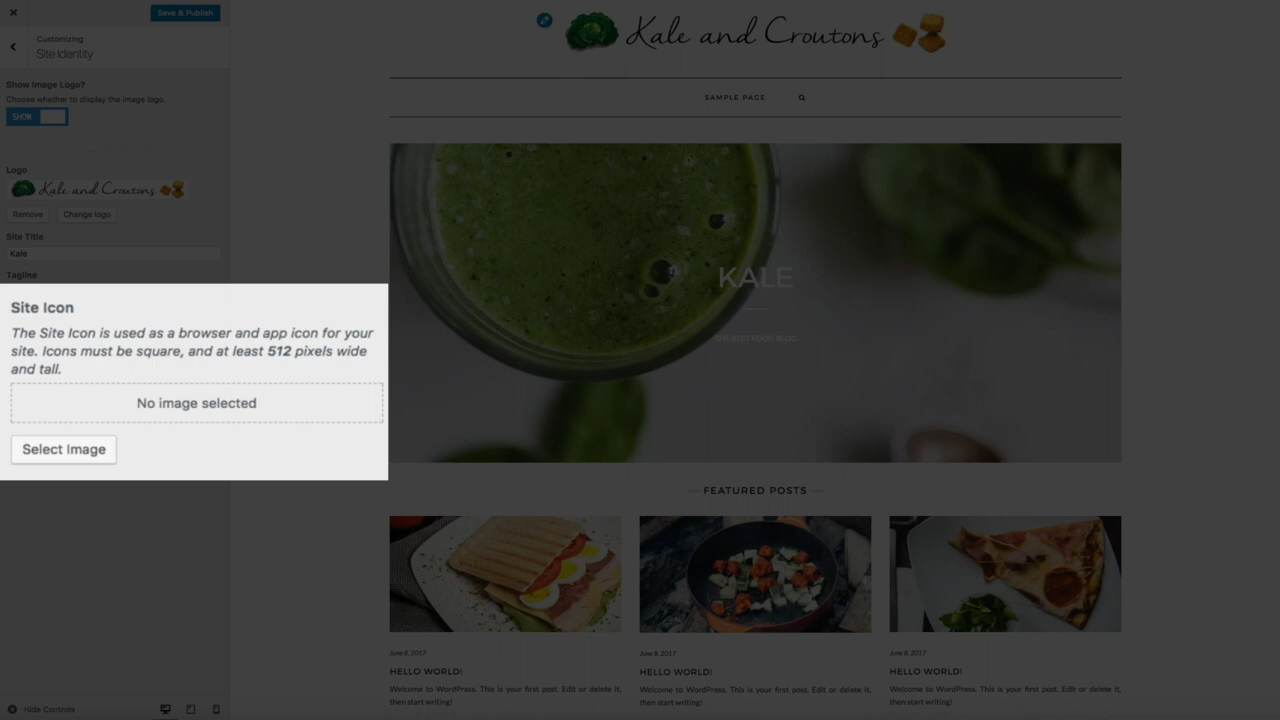 Save & Publish
Customizing
Site Identity
Show Image Logo?
Choose whether to display the image logo.
SHOW
Logo
Kale and Croutons
Remove
Change logo
Site Title
Kale
Tagline
Site Icon
The Site Icon is used as a browser and app icon for your
site. Icons must be square, and at least 512 pixels wide
and tall.
No image selected
Select Image
Hide Controls
Kale and Croutons
SAMPLE PAGE
KALE
THE BEST FOOD BLOG
FEATURED POSTS
June 8, 2017
HELLO WORLD!
Welcome to WordPress. This is your first post. Edit or delete it,
then start writing!
June 8, 2017
HELLO WORLD!
Welcome to WordPress. This is your first post. Edit or delete it,
then start writing!
June 8, 2017
HELLO WORLD!
Welcome to WordPress. This is your first post. Edit or delete it,
then start writing!